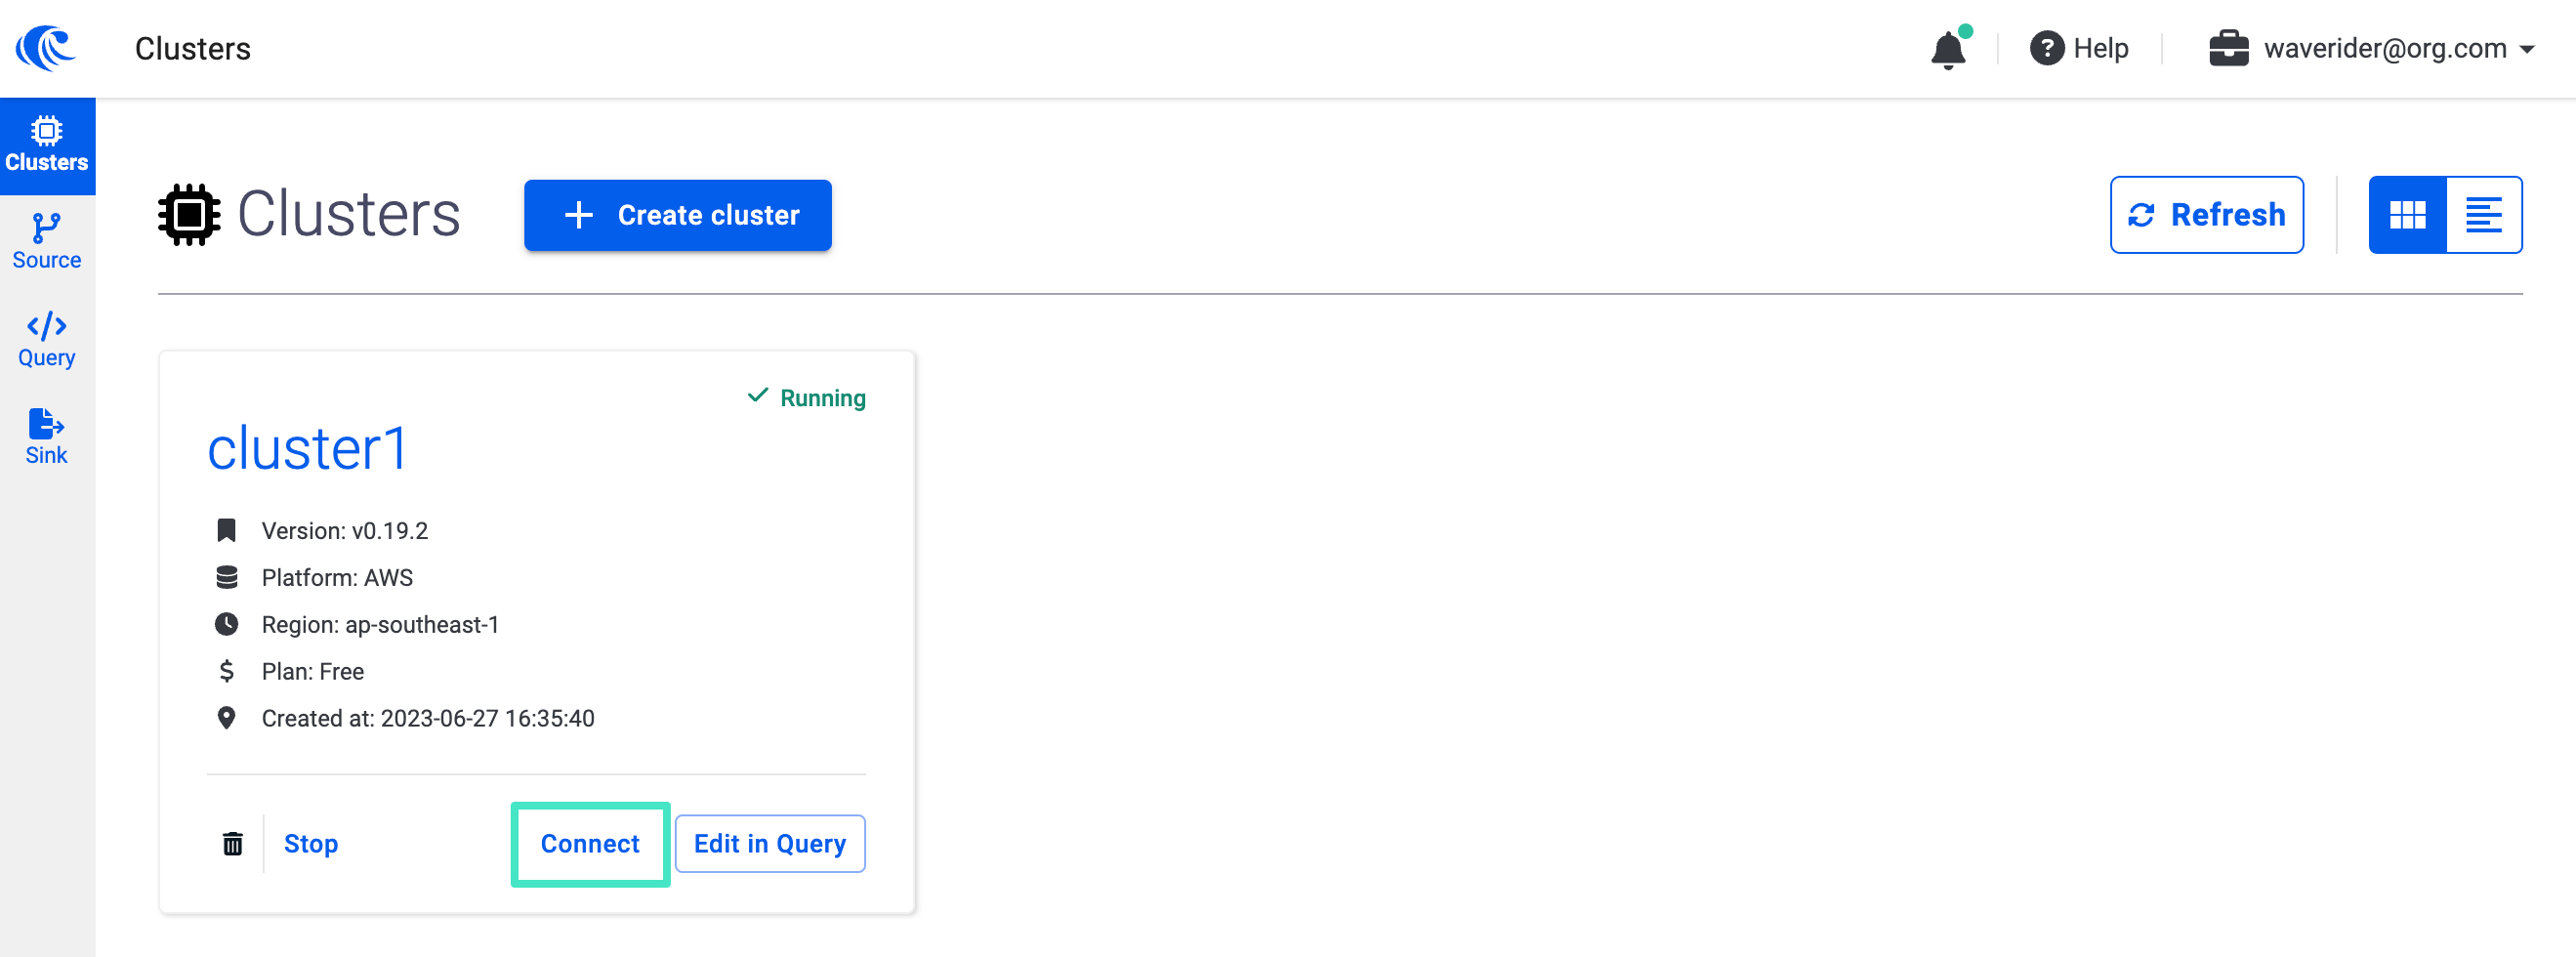 Clusters
? Help
waverider@org.com
Clusters
Source
Query
Sink
Clusters
+ Create cluster
Refresh
Running
cluster1
Version: v0.19.2
Platform: AWS
Region: ap-southeast-1
$ Plan: Free
Created at: 2023-06-27 16:35:40
Stop
Connect
Edit in Query